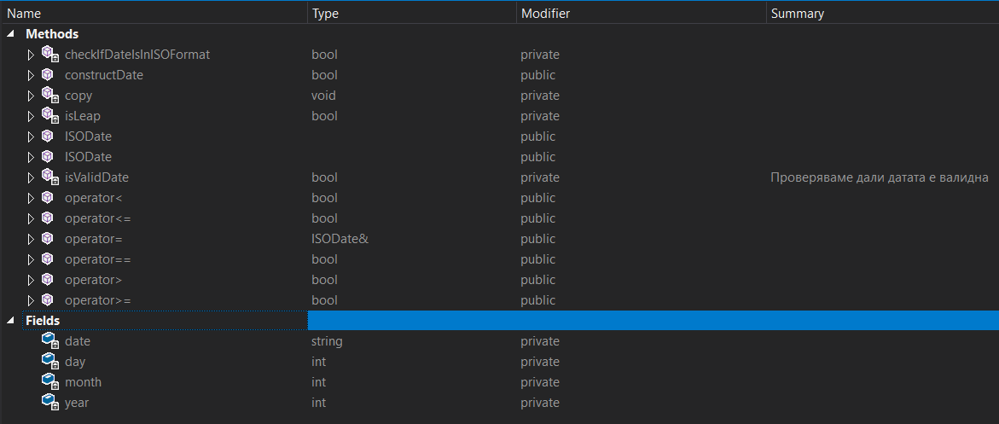 Name Type Modifier Summary
Methods
checkIfDateIsInISOFormat bool private
constructDate bool public
copy void private
isLeap bool private
ISODate public
ISODate public
isValidDate bool private Проверяваме дали датата е валидна
operator< bool public
operator<= bool public
operator= ISODate& public
operator== bool public
operator> bool public
operator>= bool public
Fields
date string private
day int private
month int private
year int private